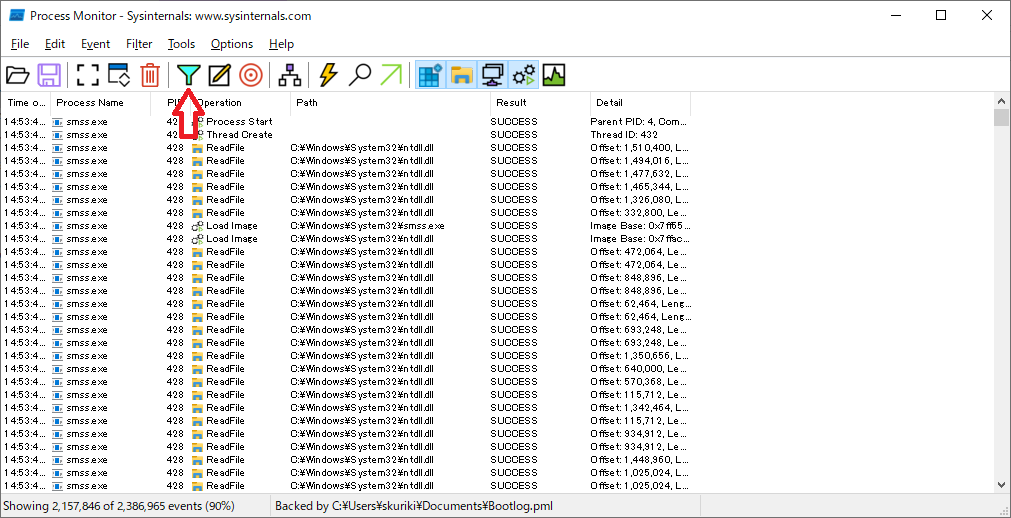 Process Monitor - Sysinternals: www.sysinternals.com
File Edit Event Filter Tools Options Help
Time o... Process Name PID Operation Path Result Detail
14:53:4... smss.exe 428 Process Start SUCCESS Parent PID: 4, Com...
14:53:4... smss.exe 428 Thread Create SUCCESS Thread ID: 432
14:53:4... smss.exe 428 ReadFile C:¥Windows¥System32¥ntdll.dll SUCCESS Offset: 1,510,400, L...
14:53:4... smss.exe 428 ReadFile C:¥Windows¥System32¥ntdll.dll SUCCESS Offset: 1,494,016, L...
14:53:4... smss.exe 428 ReadFile C:¥Windows¥System32¥ntdll.dll SUCCESS Offset: 1,477,632, L...
14:53:4... smss.exe 428 ReadFile C:¥Windows¥System32¥ntdll.dll SUCCESS Offset: 1,465,344, L...
14:53:4... smss.exe 428 ReadFile C:¥Windows¥System32¥ntdll.dll SUCCESS Offset: 1,326,080, L...
14:53:4... smss.exe 428 ReadFile C:¥Windows¥System32¥ntdll.dll SUCCESS Offset: 332,800, Le...
14:53:4... smss.exe 428 Load Image C:¥Windows¥System32¥smss.exe SUCCESS Image Base: 0x7ff65...
14:53:4... smss.exe 428 Load Image C:¥Windows¥System32¥ntdll.dll SUCCESS Image Base: 0x7ffac...
14:53:4... smss.exe 428 ReadFile C:¥Windows¥System32¥ntdll.dll SUCCESS Offset: 472,064, Le...
14:53:4... smss.exe 428 ReadFile C:¥Windows¥System32¥ntdll.dll SUCCESS Offset: 472,064, Le...
14:53:4... smss.exe 428 ReadFile C:¥Windows¥System32¥ntdll.dll SUCCESS Offset: 848,896, Le...
14:53:4... smss.exe 428 ReadFile C:¥Windows¥System32¥ntdll.dll SUCCESS Offset: 848,896, Le...
14:53:4... smss.exe 428 ReadFile C:¥Windows¥System32¥ntdll.dll SUCCESS Offset: 62,464, Leng...
14:53:4... smss.exe 428 ReadFile C:¥Windows¥System32¥ntdll.dll SUCCESS Offset: 62,464, Leng...
14:53:4... smss.exe 428 ReadFile C:¥Windows¥System32¥ntdll.dll SUCCESS Offset: 693,248, Le...
14:53:4... smss.exe 428 ReadFile C:¥Windows¥System32¥ntdll.dll SUCCESS Offset: 693,248, Le...
14:53:4... smss.exe 428 ReadFile C:¥Windows¥System32¥ntdll.dll SUCCESS Offset: 1,350,656, L...
14:53:4... smss.exe 428 ReadFile C:¥Windows¥System32¥ntdll.dll SUCCESS Offset: 640,000, Le...
14:53:4... smss.exe 428 ReadFile C:¥Windows¥System32¥ntdll.dll SUCCESS Offset: 570,368, Le...
14:53:4... smss.exe 428 ReadFile C:¥Windows¥System32¥ntdll.dll SUCCESS Offset: 115,712, Le...
14:53:4... smss.exe 428 ReadFile C:¥Windows¥System32¥ntdll.dll SUCCESS Offset: 1,342,464, L...
14:53:4... smss.exe 428 ReadFile C:¥Windows¥System32¥ntdll.dll SUCCESS Offset: 115,712, Le...
14:53:4... smss.exe 428 ReadFile C:¥Windows¥System32¥ntdll.dll SUCCESS Offset: 934,912, Le...
14:53:4... smss.exe 428 ReadFile C:¥Windows¥System32¥ntdll.dll SUCCESS Offset: 934,912, Le...
14:53:4... smss.exe 428 ReadFile C:¥Windows¥System32¥ntdll.dll SUCCESS Offset: 1,448,960, L...
14:53:4... smss.exe 428 ReadFile C:¥Windows¥System32¥ntdll.dll SUCCESS Offset: 1,025,024, L...
14:53:4... smss.exe 428 ReadFile C:¥Windows¥System32¥ntdll.dll SUCCESS Offset: 1,025,024, L...
Showing 2,157,846 of 2,386,965 events (90%) Backed by C:¥Users¥skuriki¥Documents¥Bootlog.pml